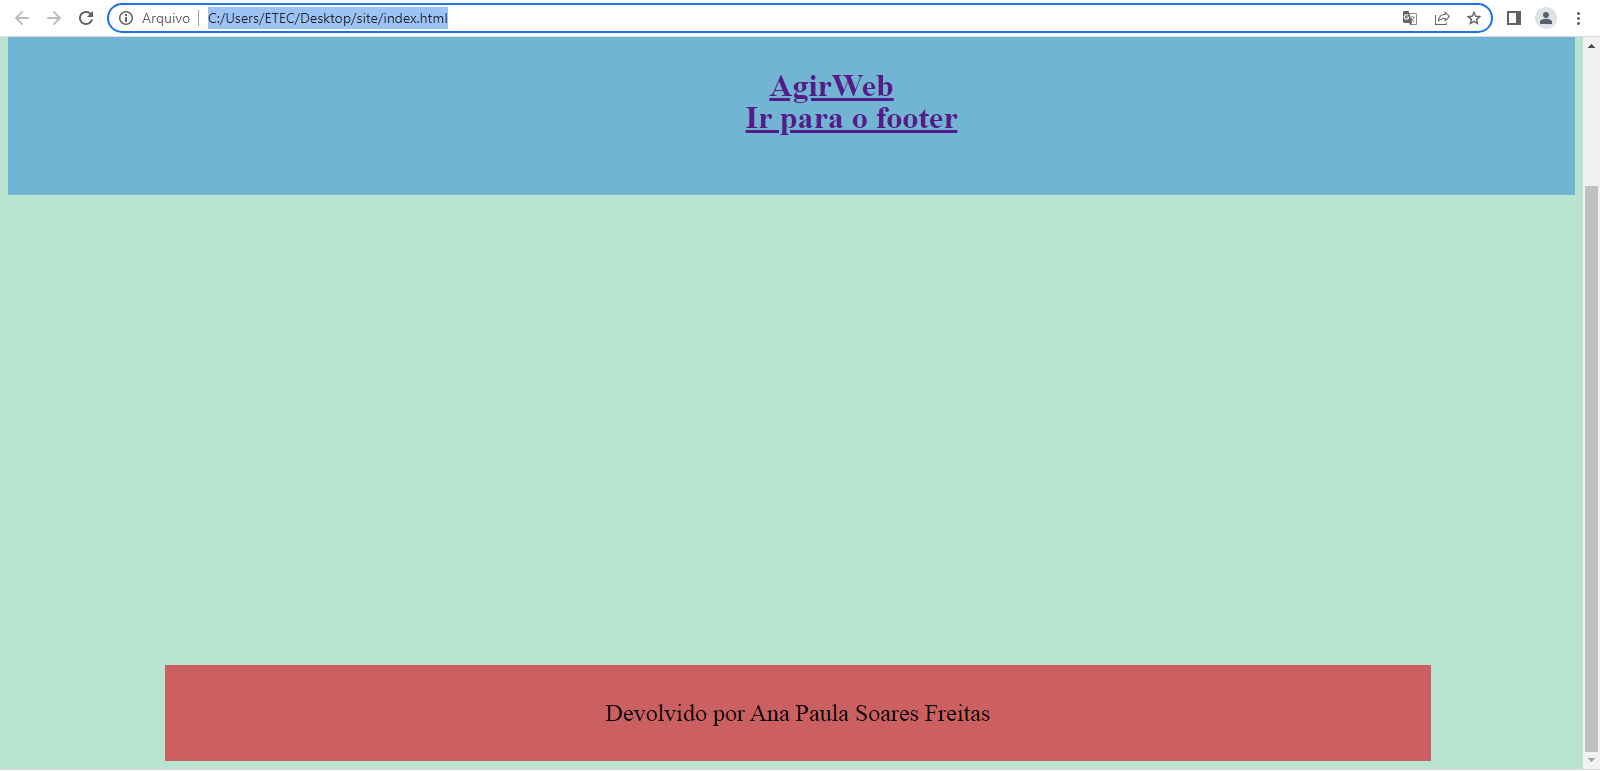 Arquivo C:/Users/ETEC/Desktop/site/index.html
AgirWeb
Ir para o footer
Devolvido por Ana Paula Soares Freitas